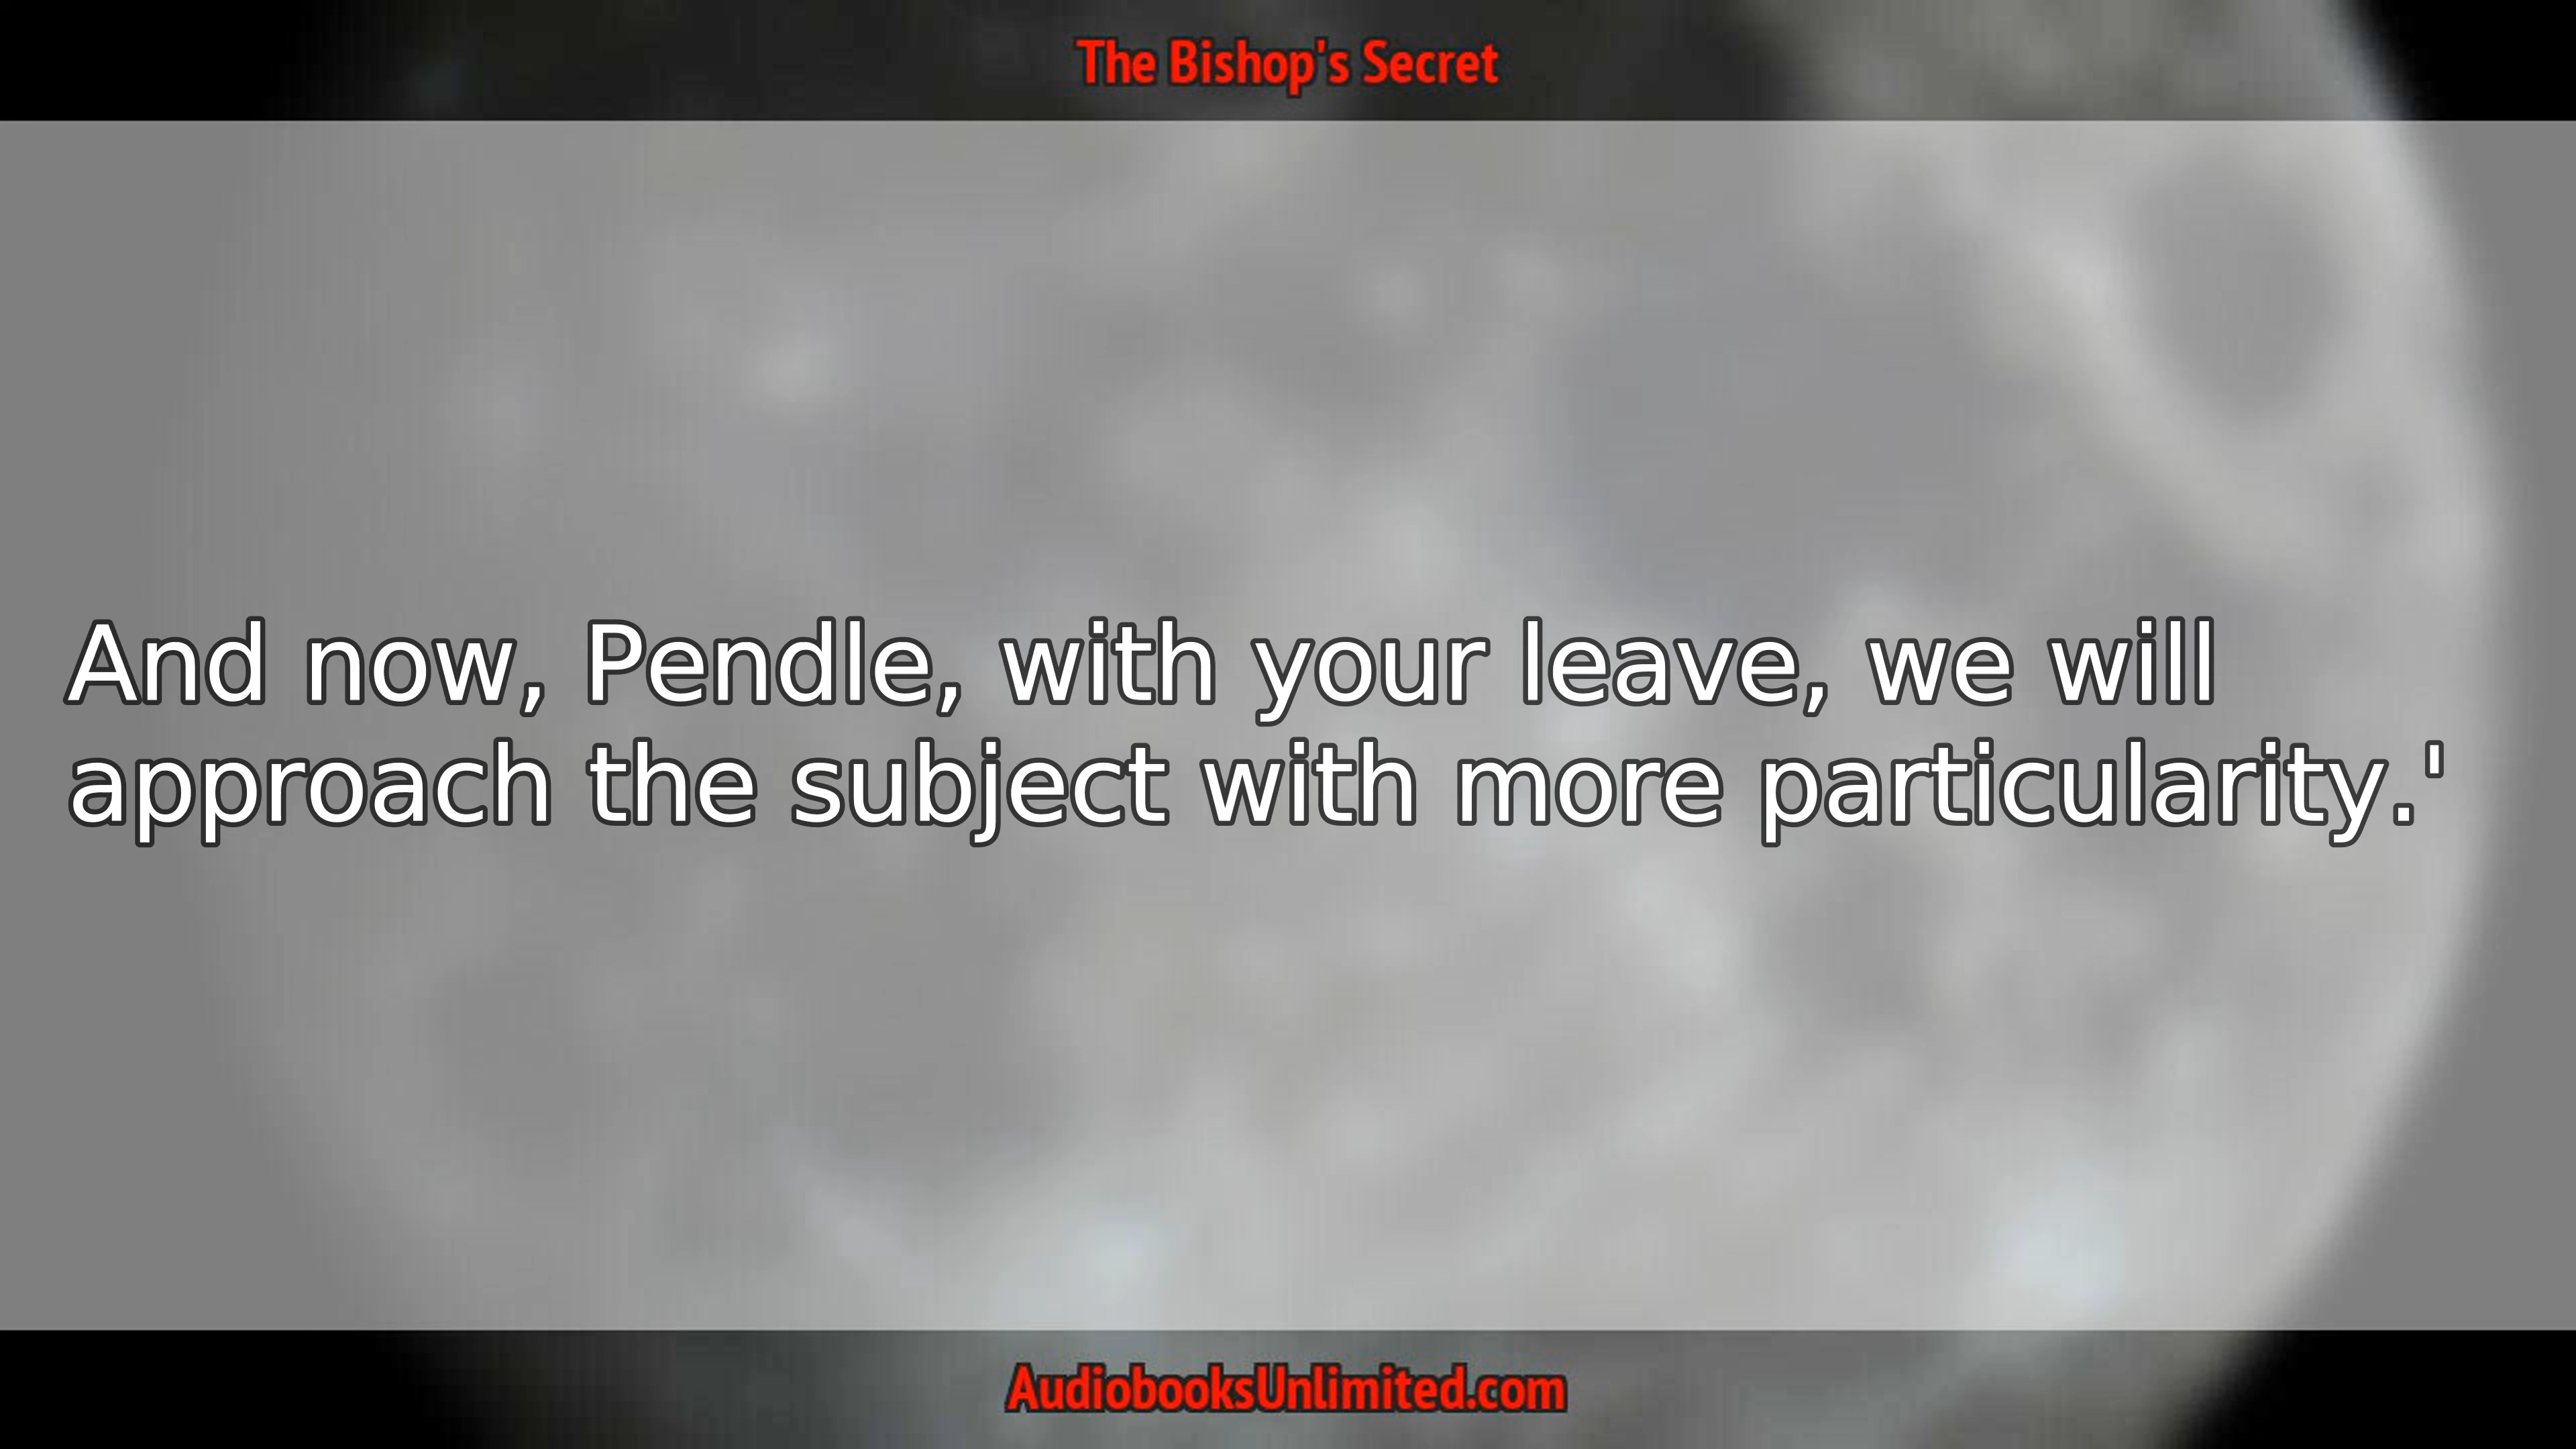 The Bishop's Secret
And now, Pendle, with your leave, we will
approach the subject with more particularity.'
AudiobooksUnlimited.com